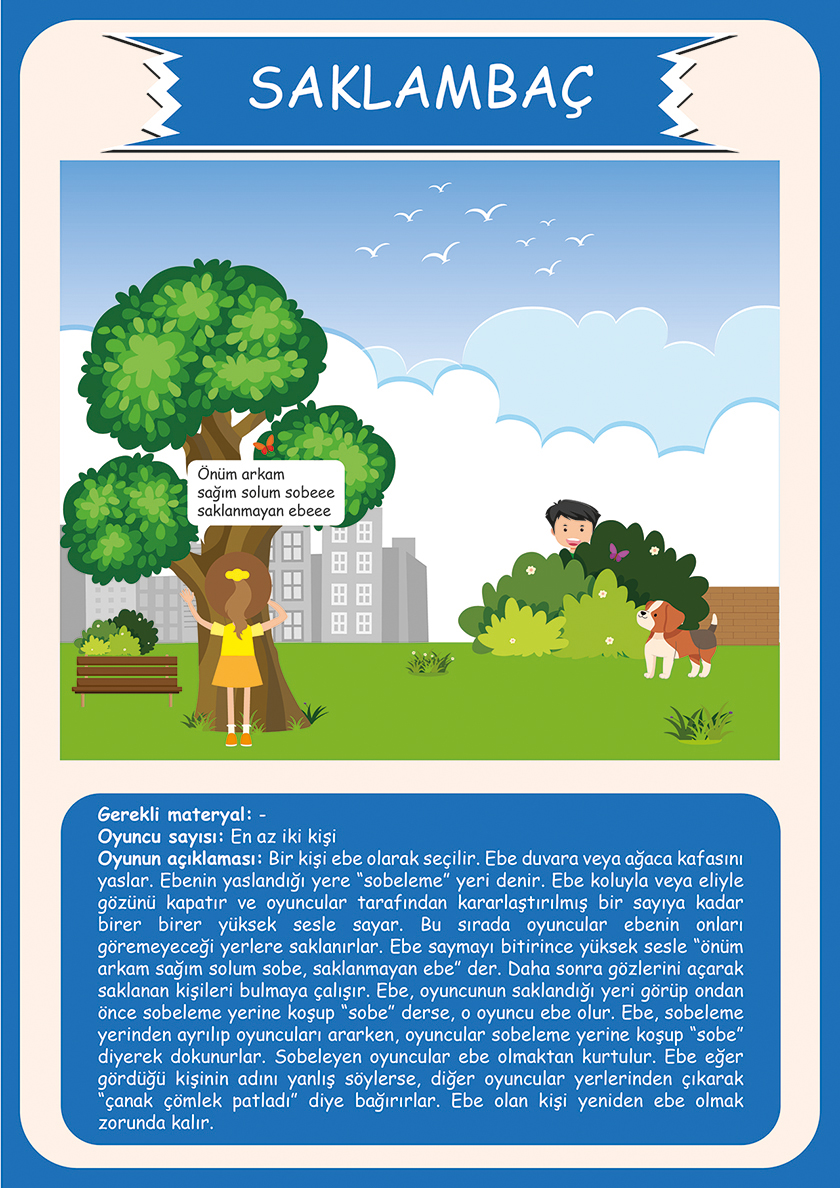 SAKLAMBAÇ
Önüm arkam
sağım solum sobeee
saklanmayan ebeee
Gerekli materyal: -
Oyuncu sayısı: En az iki kişi
Oyunun açıklaması: Bir kişi ebe olarak seçilir. Ebe duvara veya ağaca kafasını
yaslar. Ebenin yaslandığı yere “sobeleme” yeri denir. Ebe koluyla veya eliyle
gözünü kapatır ve oyuncular tarafından kararlaştırılmış bir sayıya kadar
birer birer yüksek sesle sayar. Bu sırada oyuncular ebenin onları
göremeyeceği yerlere saklanırlar. Ebe saymayı bitirince yüksek sesle “önüm
arkam sağım solum sobe, saklanmayan ebe” der. Daha sonra gözlerini açarak
saklanan kişileri bulmaya çalışır. Ebe, oyuncunun saklandığı yeri görüp ondan
önce sobeleme yerine koşup “sobe” derse, o oyuncu ebe olur. Ebe, sobeleme
yerinden ayrılıp oyuncuları ararken, oyuncular sobeleme yerine koşup “sobe”
diyerek dokunurlar. Sobeleyen oyuncular ebe olmaktan kurtulur. Ebe eğer
gördüğü kişinin adını yanlış söylerse, diğer oyuncular yerlerinden çıkarak
“çanak çömlek patladı” diye bağırırlar. Ebe olan kişi yeniden ebe olmak
zorunda kalır.